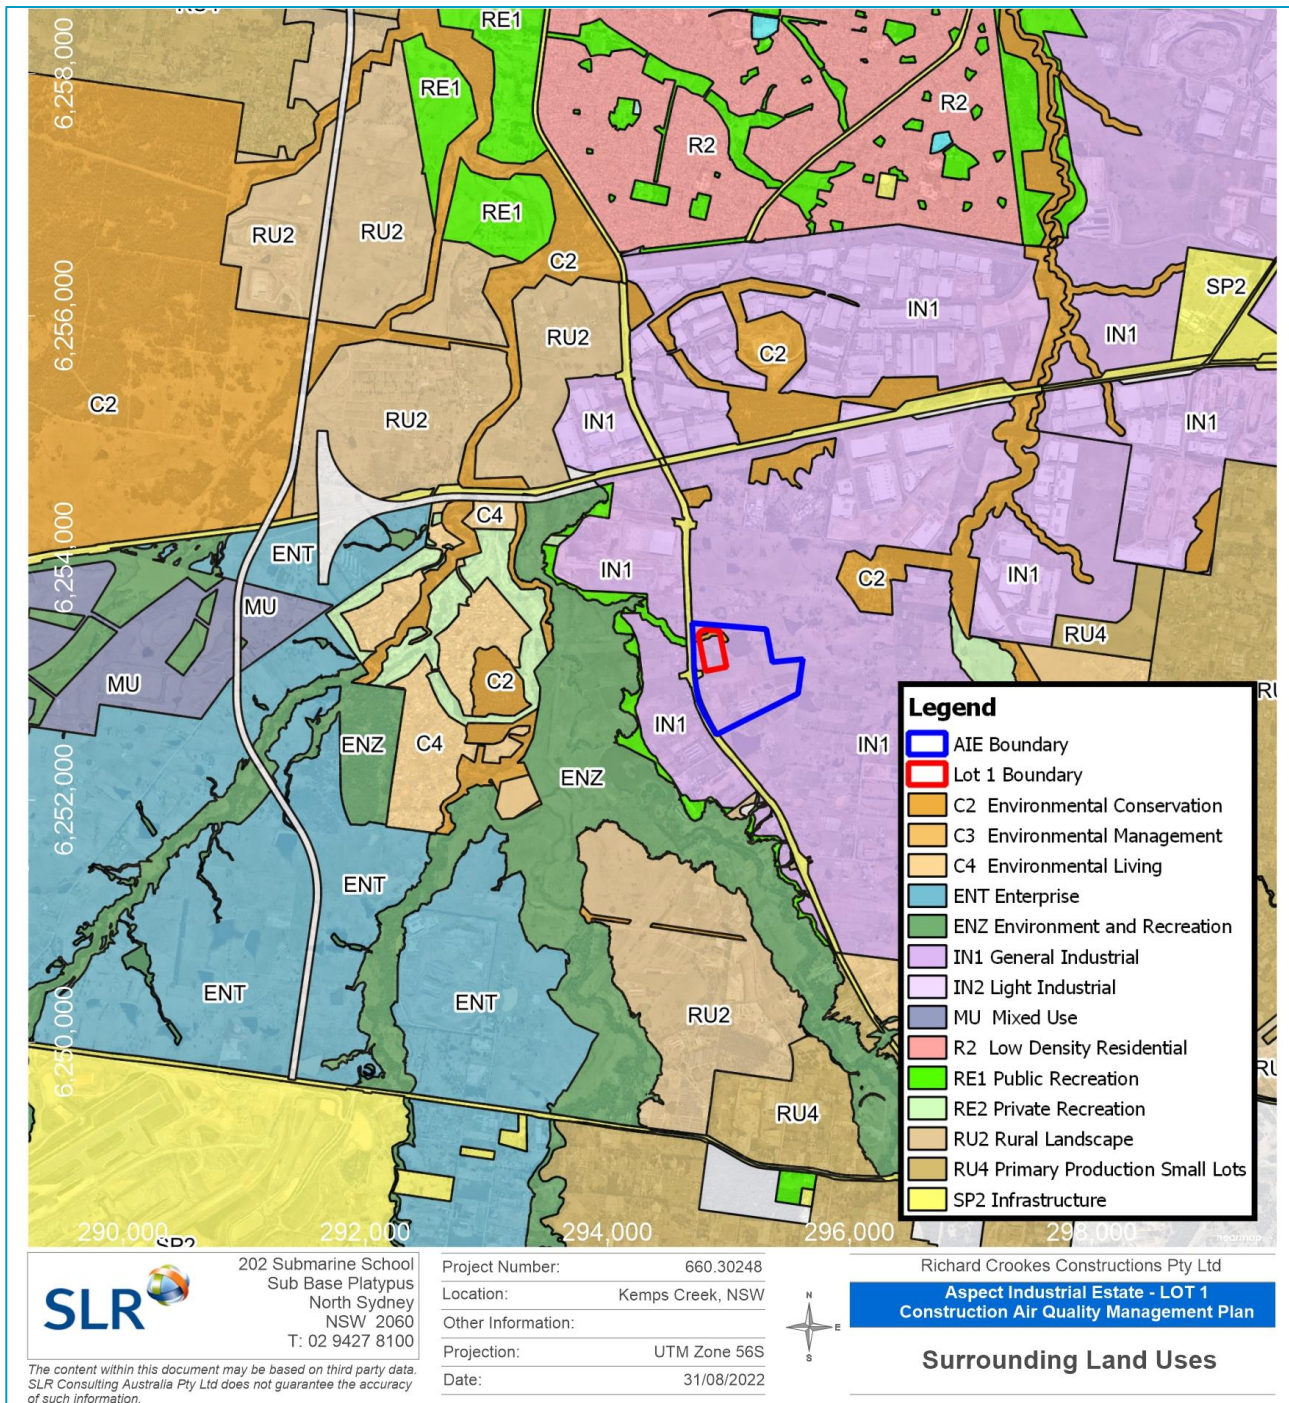 RE1
RE1
R2
R2
RE1
RU2
RU2
C2
RU2
IN1
SP2
IN1
C2
C2
RU2
IN1
IN1
C4
ENT
IN1
C2
IN1
MU
RU4
MU
C2
IN1
ENZ
C4
IN1
ENZ
ENT
ENT
ENT
RU2
RU4
SP2
6,258,000
6,256,000
6,254,000
6,252,000
6,250,000
290,000
292,000
294,000
296,000
298,000
nearmap
Legend
AIE Boundary
Lot 1 Boundary
C2 Environmental Conservation
C3 Environmental Management
C4 Environmental Living
ENT Enterprise
ENZ Environment and Recreation
IN1 General Industrial
IN2 Light Industrial
MU Mixed Use
R2 Low Density Residential
RE1 Public Recreation
RE2 Private Recreation
RU2 Rural Landscape
RU4 Primary Production Small Lots
SP2 Infrastructure
SLR
202 Submarine School
Sub Base Platypus
North Sydney
NSW 2060
T: 02 9427 8100
The content within this document may be based on third party data.
SLR Consulting Australia Pty Ltd does not guarantee the accuracy
of such information.
Project Number: 660.30248
Location: Kemps Creek, NSW
Other Information:
Projection: UTM Zone 56S
Date: 31/08/2022
N
E
S
Richard Crookes Constructions Pty Ltd
Aspect Industrial Estate - LOT 1
Construction Air Quality Management Plan
Surrounding Land Uses